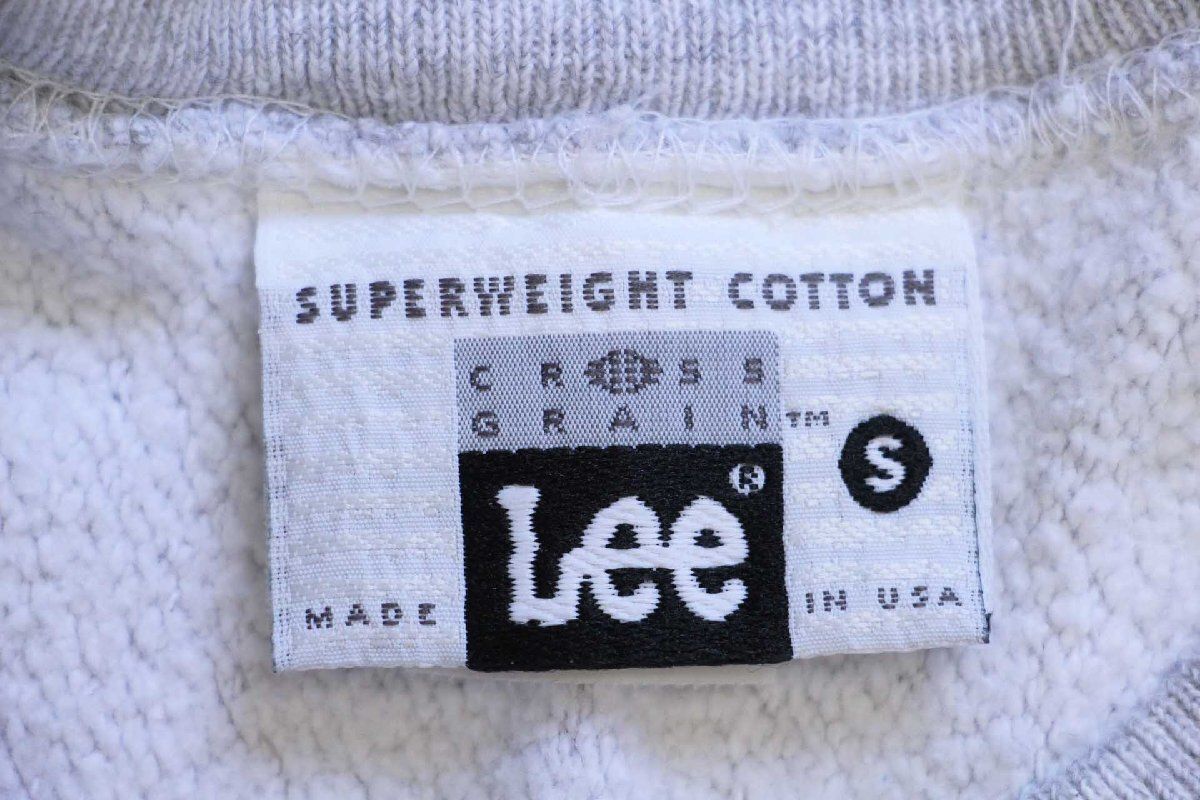 SUPERWEIGHT COTTON
CROSS
GRAIN™
S
Lee®
MADE IN USA